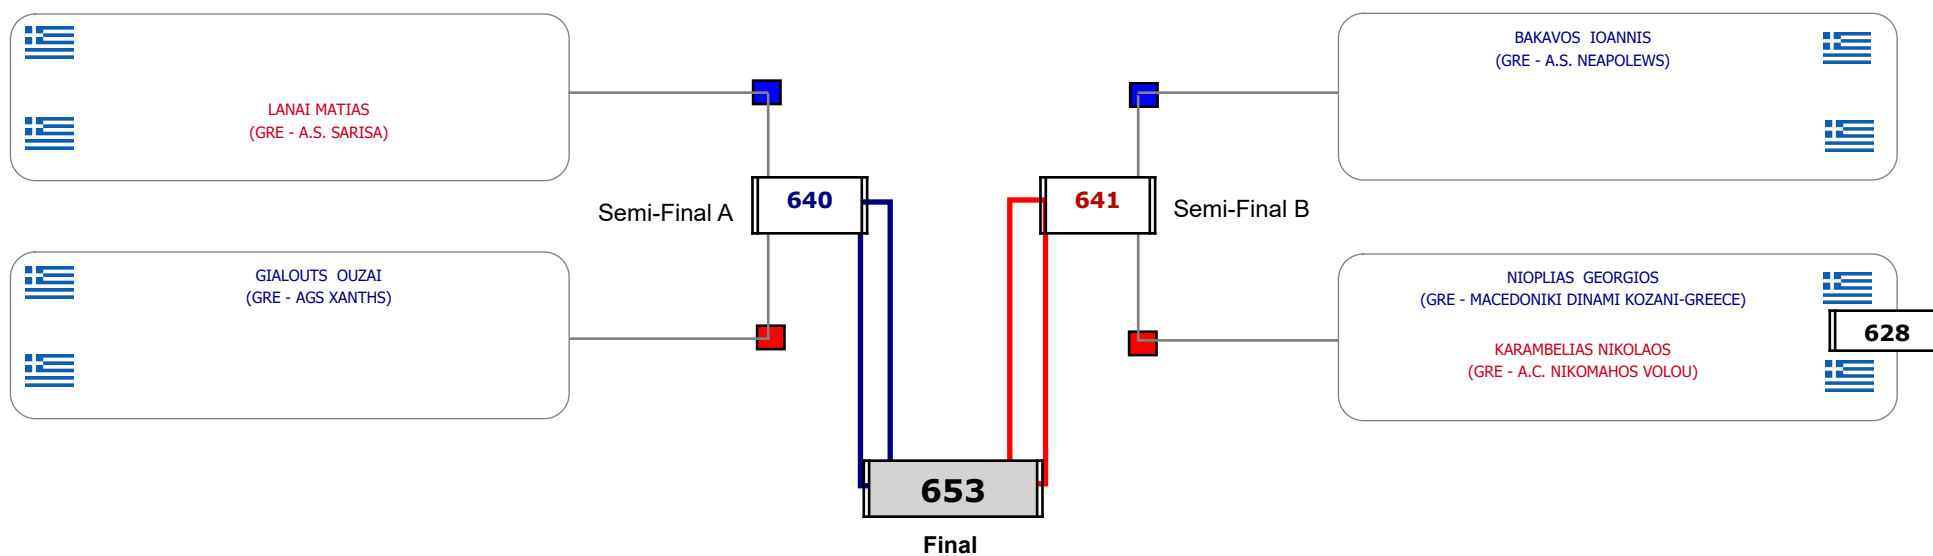 LANAI MATIAS
(GRE - A.S. SARISA)
GIALOUTS OUZAI
(GRE - AGS XANTHS)
Semi-Final A
640
641
Semi-Final B
BAKAVOS IOANNIS
(GRE - A.S. NEAPOLEWS)
NIOPLIAS GEORGIOS
(GRE - MACEDONIKI DINAMI KOZANI-GREECE)
628
KARAMBELIAS NIKOLAOS
(GRE - A.C. NIKOMAHOS VOLOU)
653
Final